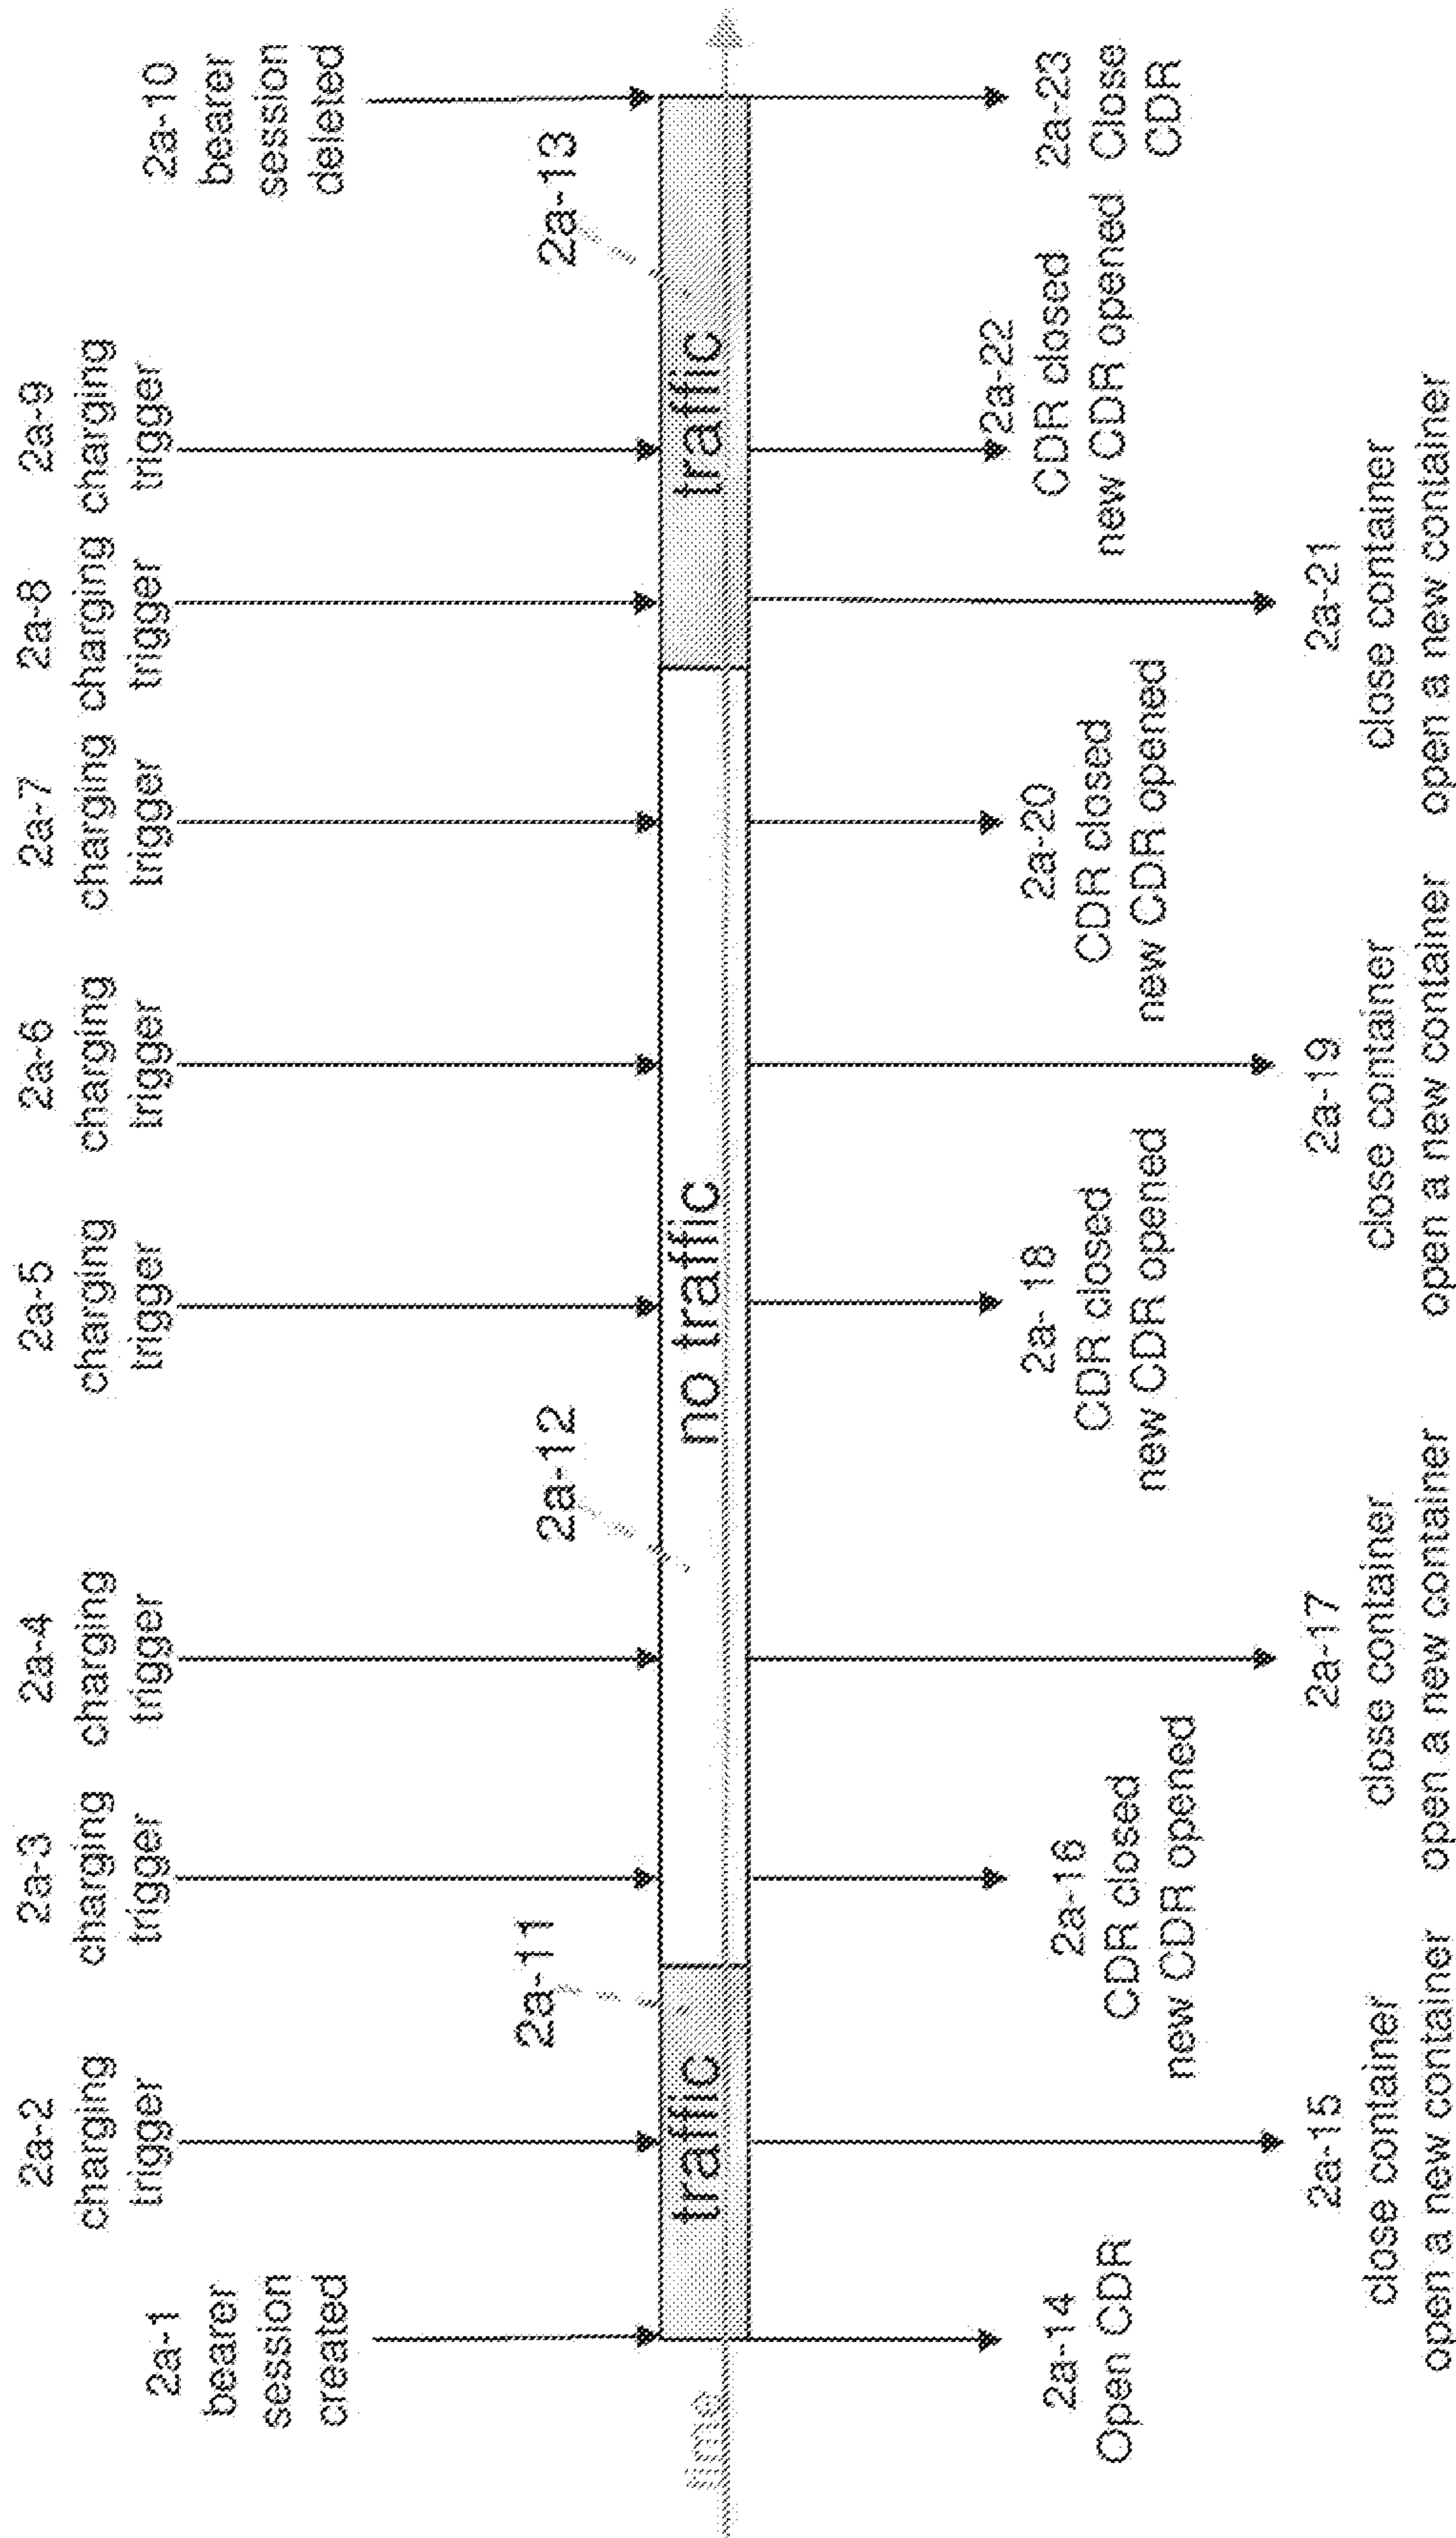 2a-1
bearer
session
created
2a-2
charging
trigger
2a-3
charging
trigger
2a-4
charging
trigger
2a-5
charging
trigger
2a-6
charging
trigger
2a-7
charging
trigger
2a-8
charging
trigger
2a-9
charging
trigger
2a-10
bearer
session
deleted
2a-11
2a-12
2a-13
time
traffic
no traffic
traffic
2a-14
Open CDR
2a-15
close container
open a new container
2a-16
CDR closed
new CDR opened
2a-17
close container
open a new container
2a- 18
CDR closed
new CDR opened
2a-19
close container
open a new container
2a-20
CDR closed
new CDR opened
2a-21
close container
open a new container
2a-22
CDR closed
new CDR opened
2a-23
Close
CDR